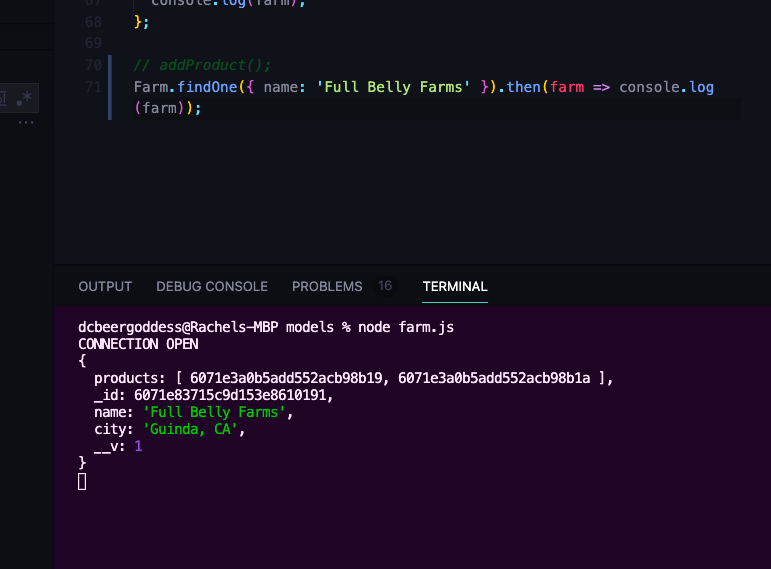 67 console.log(farm);
68 };
69
70 // addProduct();
71 Farm.findOne({ name: 'Full Belly Farms' }).then(farm => console.log
(farm));
.*
...
OUTPUT DEBUG CONSOLE PROBLEMS 16 TERMINAL
dcbeergoddess@Rachels-MBP models % node farm.js
CONNECTION OPEN
{
products: [ 6071e3a0b5add552acb98b19, 6071e3a0b5add552acb98b1a ],
_id: 6071e83715c9d153e8610191,
name: 'Full Belly Farms',
city: 'Guinda, CA',
__v: 1
}